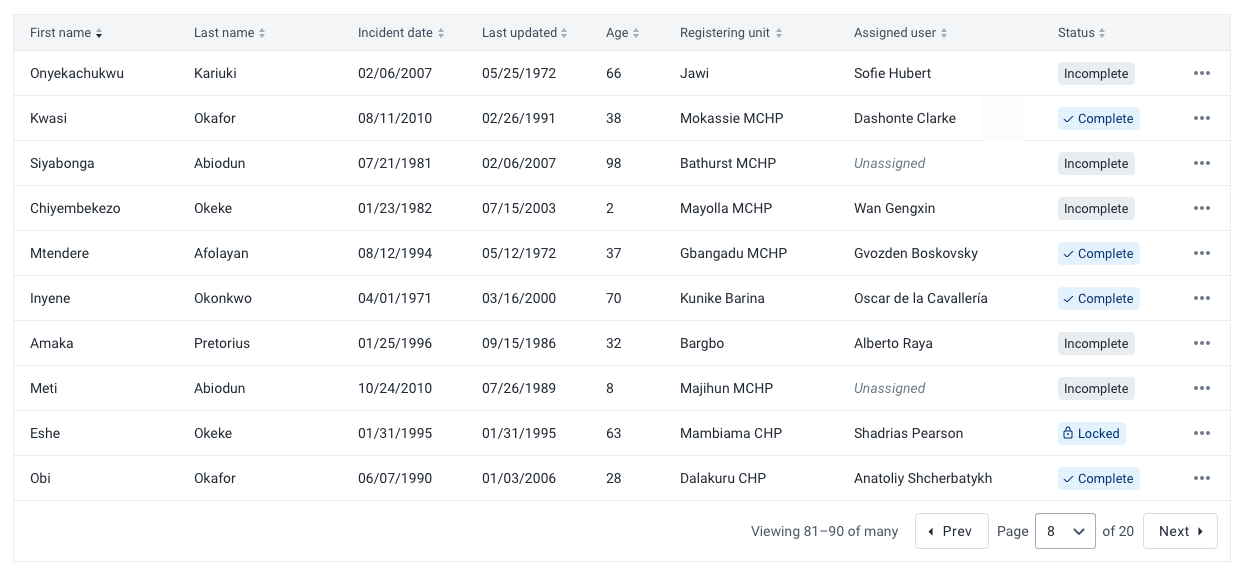 First name Last name Incident date Last updated Age Registering unit Assigned user Status
Onyekachukwu Kariuki 02/06/2007 05/25/1972 66 Jawi Sofie Hubert Incomplete
Kwasi Okafor 08/11/2010 02/26/1991 38 Mokassie MCHP Dashonte Clarke Complete
Siyabonga Abiodun 07/21/1981 02/06/2007 98 Bathurst MCHP Unassigned Incomplete
Chiyembekezo Okeke 01/23/1982 07/15/2003 2 Mayolla MCHP Wan Gengxin Incomplete
Mtendere Afolayan 08/12/1994 05/12/1972 37 Gbangadu MCHP Gvozden Boskovsky Complete
Inyene Okonkwo 04/01/1971 03/16/2000 70 Kunike Barina Oscar de la Cavallería Complete
Amaka Pretorius 01/25/1996 09/15/1986 32 Bargbo Alberto Raya Incomplete
Meti Abiodun 10/24/2010 07/26/1989 8 Majihun MCHP Unassigned Incomplete
Eshe Okeke 01/31/1995 01/31/1995 63 Mambiama CHP Shadrias Pearson Locked
Obi Okafor 06/07/1990 01/03/2006 28 Dalakuru CHP Anatoliy Shcherbatykh Complete
Viewing 81–90 of many Prev Page 8 of 20 Next